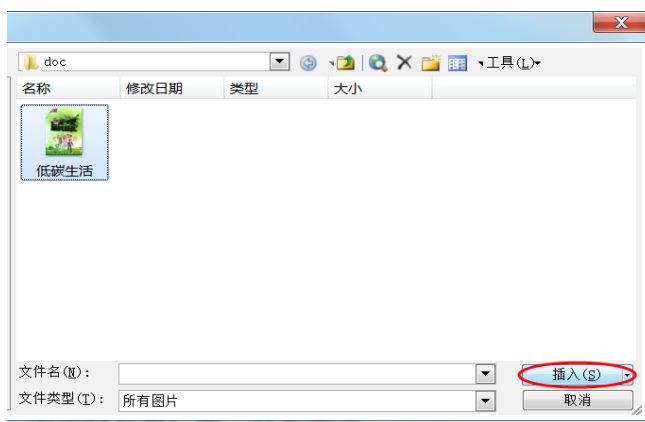 doc 工具(L)
名称 修改日期 类型 大小
低碳生活
文件名(N):
插入(S)
文件类型(T): 所有图片
取消